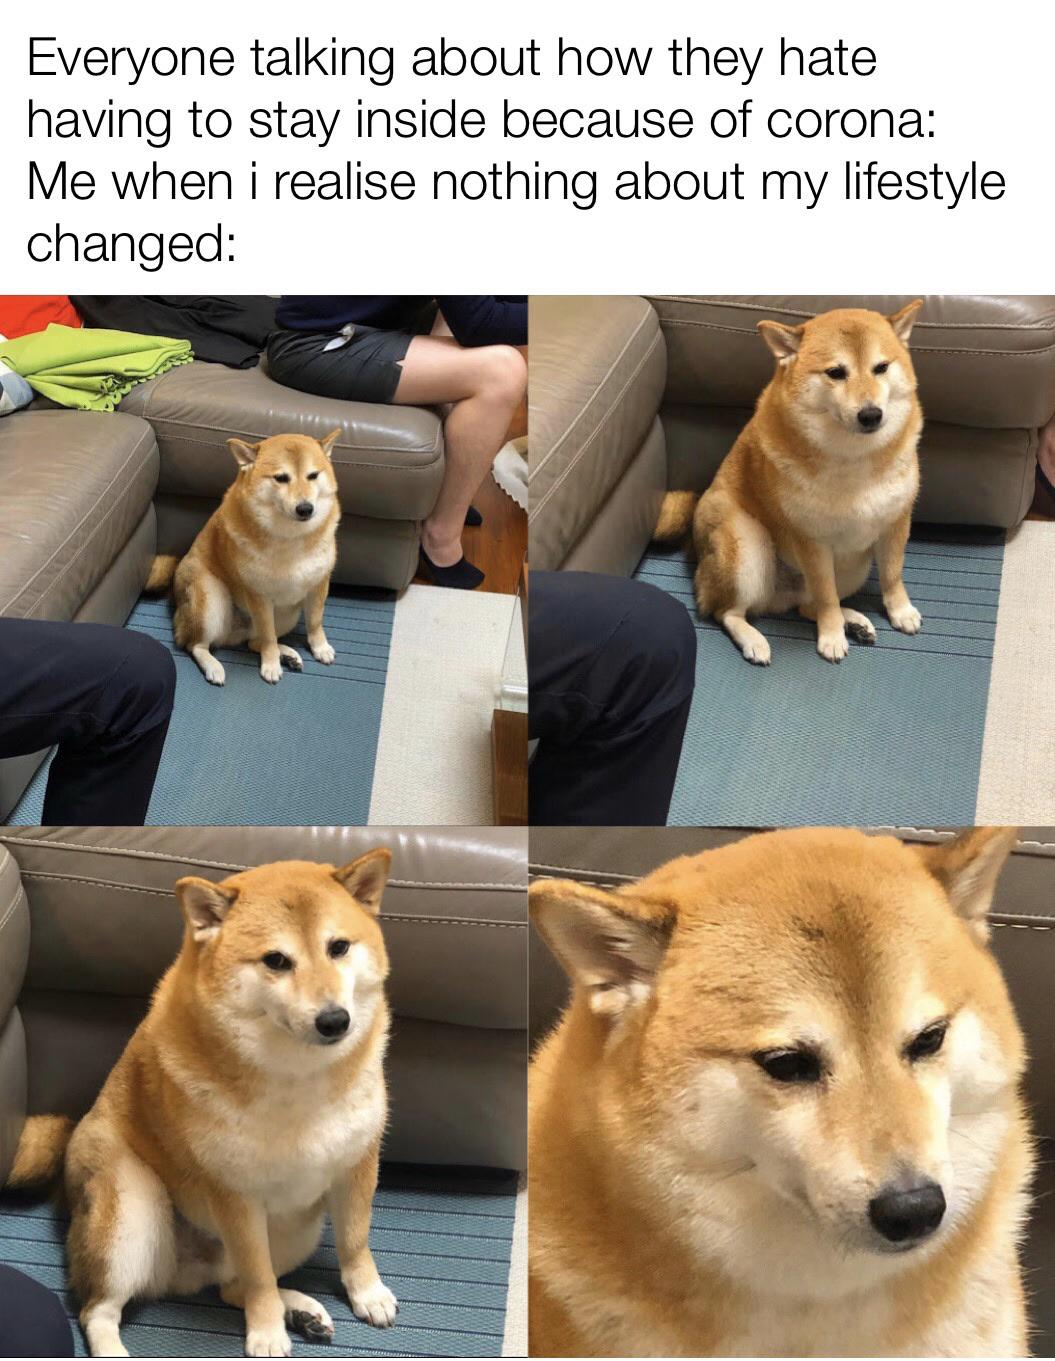 Everyone talking about how they hate
having to stay inside because of corona:
Me when i realise nothing about my lifestyle
changed: